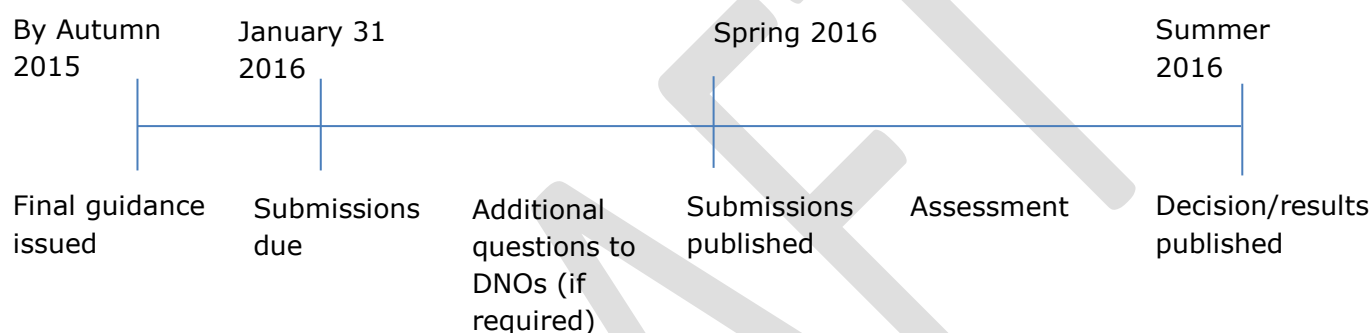 By Autumn
2015
January 31
2016
Spring 2016
Summer
2016
Final guidance
issued
Submissions
due
Additional
questions to
DNOs (if
required)
Submissions
published
Assessment
Decision/results
published